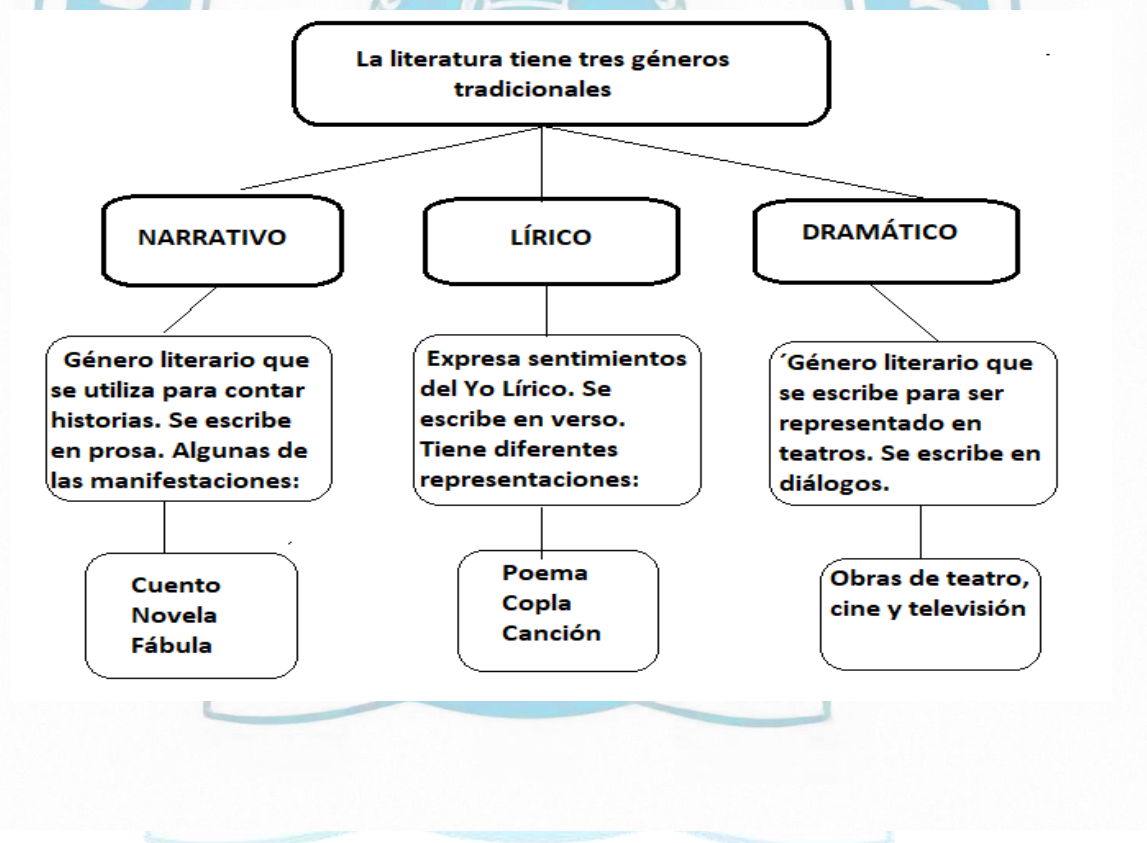 La literatura tiene tres géneros
tradicionales
NARRATIVO
LÍRICO
DRAMÁTICO
Género literario que
se utiliza para contar
historias. Se escribe
en prosa. Algunas de
las manifestaciones:
Expresa sentimientos
del Yo Lírico. Se
escribe en verso.
Tiene diferentes
representaciones:
´Género literario que
se escribe para ser
representado en
teatros. Se escribe en
diálogos.
Cuento
Novela
Fábula
Poema
Copla
Canción
Obras de teatro,
cine y televisión